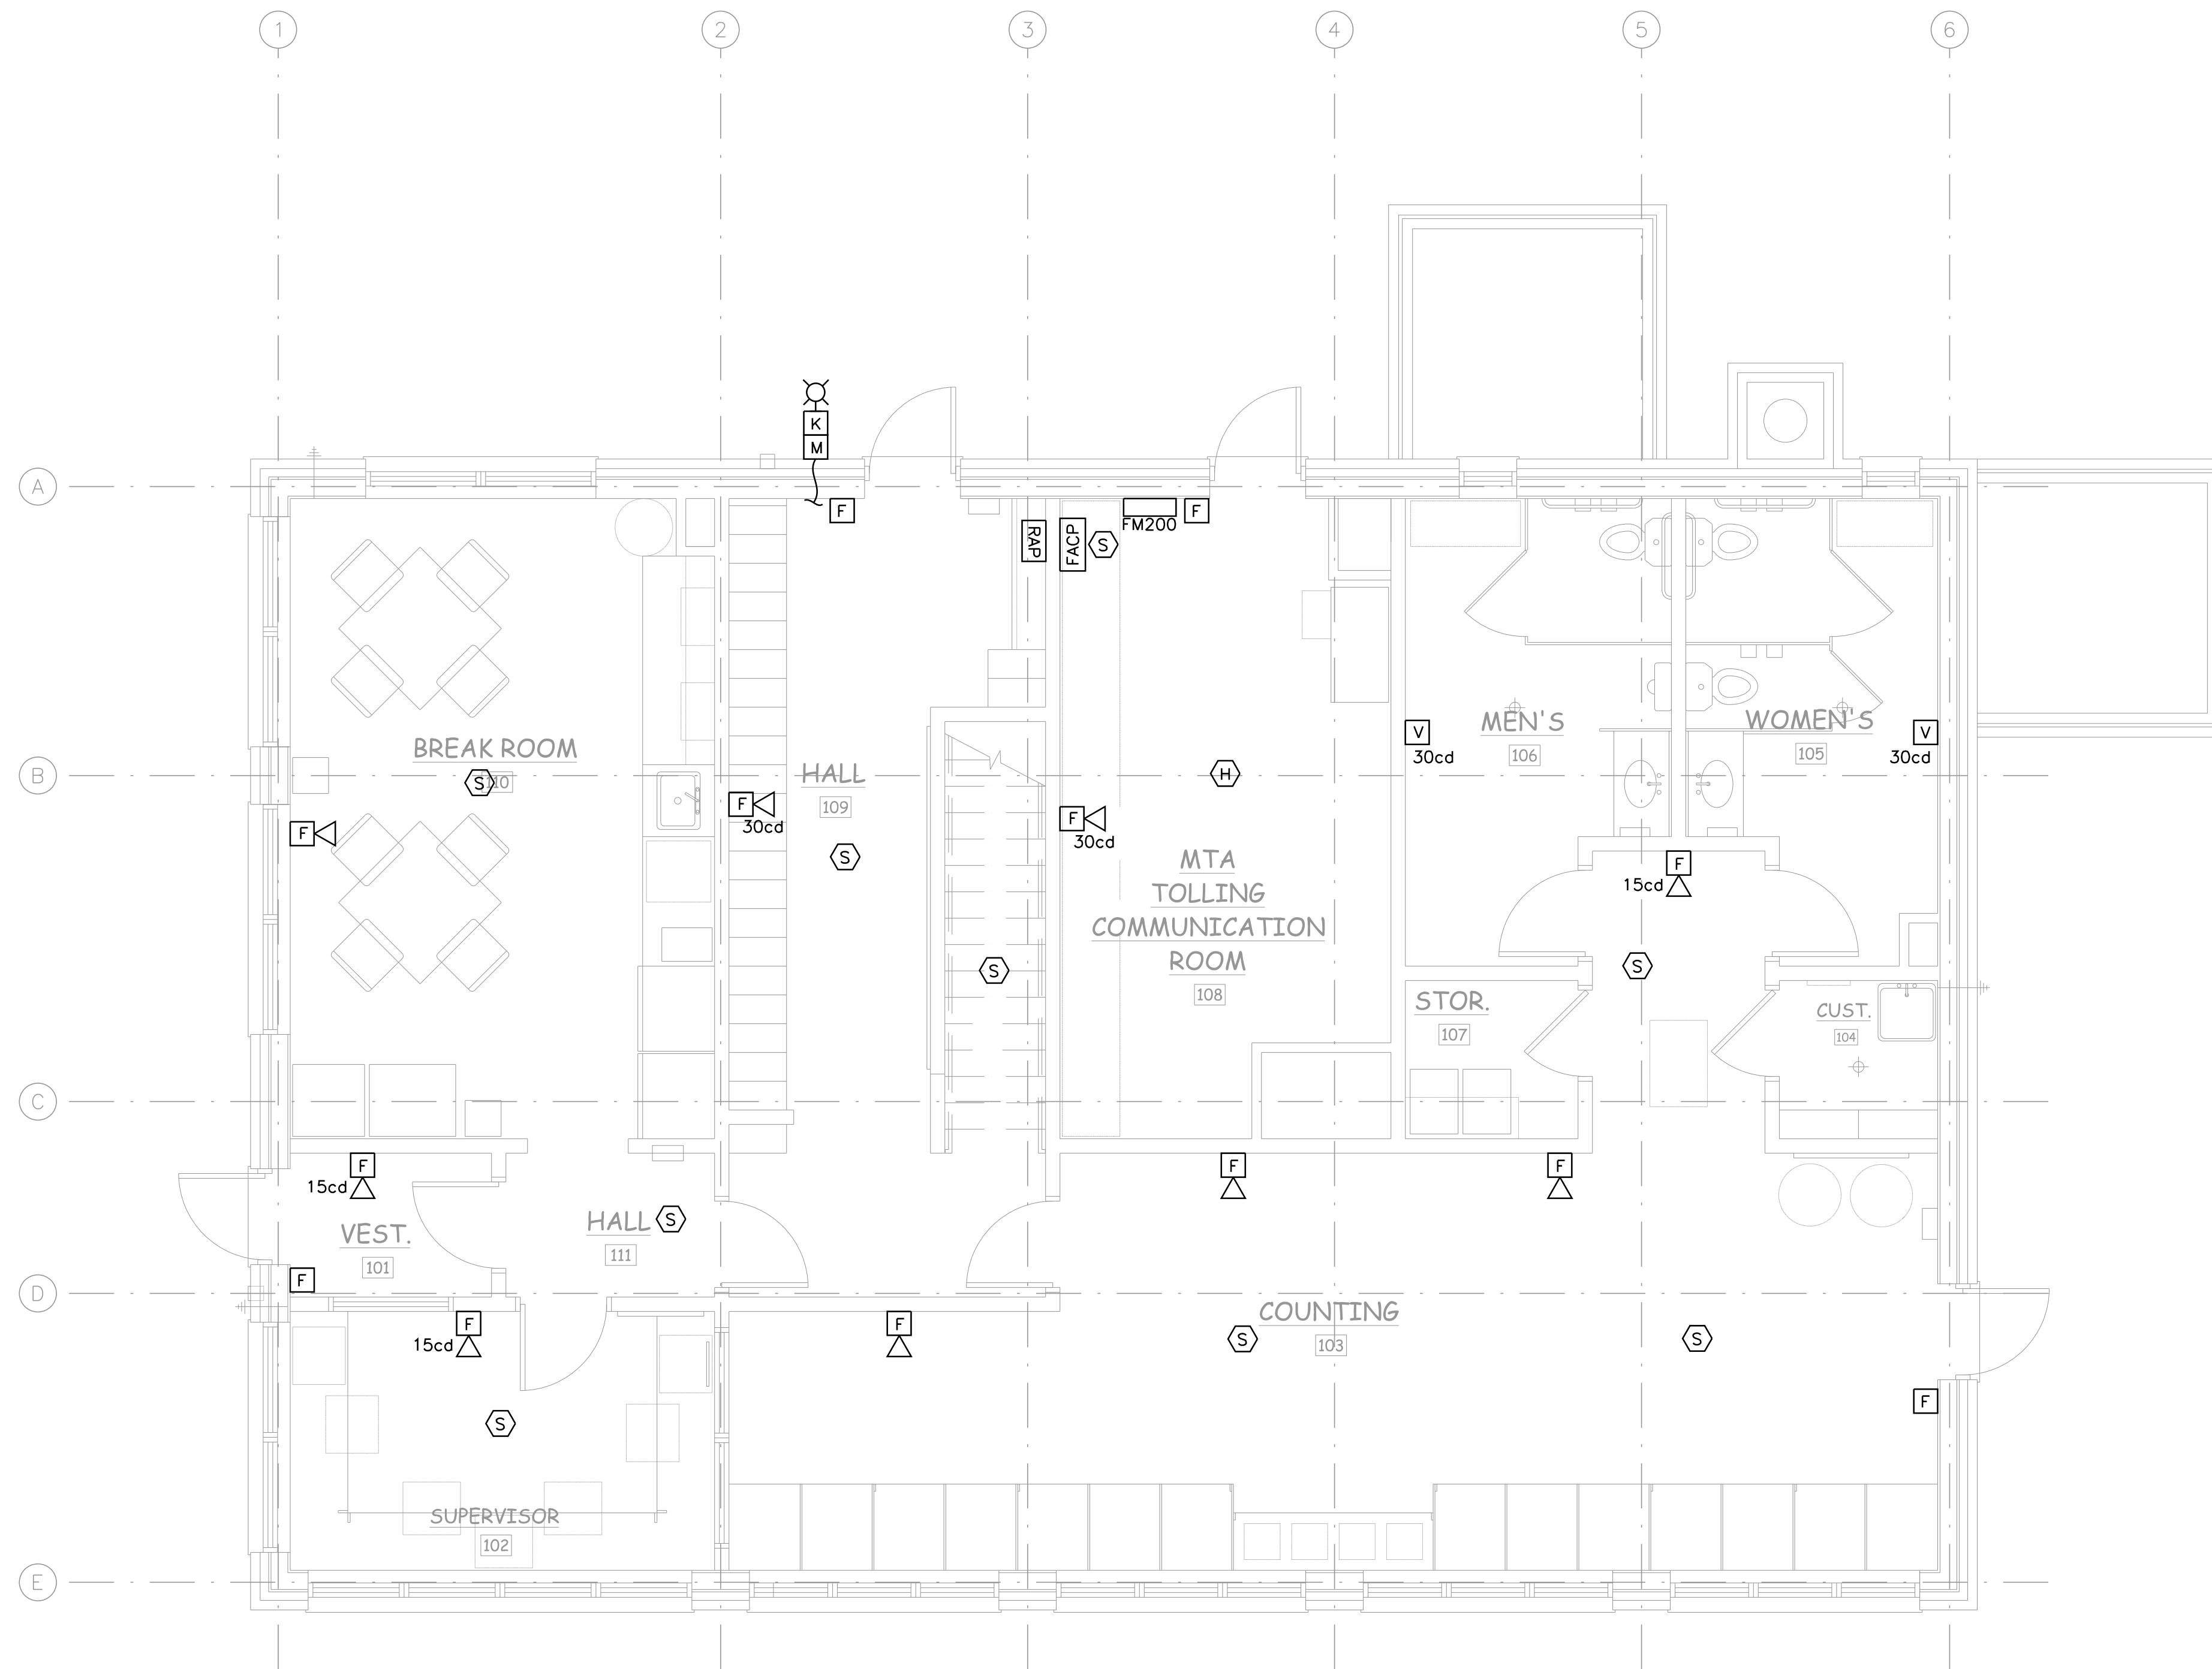 1 2 3 4 5 6
K
M
A
F
RAP
FACP
S
FM200
F
BREAK ROOM
110
S
B
HALL
109
F
30cd
S
F
F
30cd
H
MTA
TOLLING
COMMUNICATION
ROOM
108
S
V
30cd
MEN'S
106
WOMEN'S
105
V
30cd
F
15cd
S
STOR.
107
CUST.
104
C
F
15cd
VEST.
101
F
HALL
111
S
F
F
D
F
15cd
F
COUNTING
103
S
S
F
S
SUPERVISOR
102
E